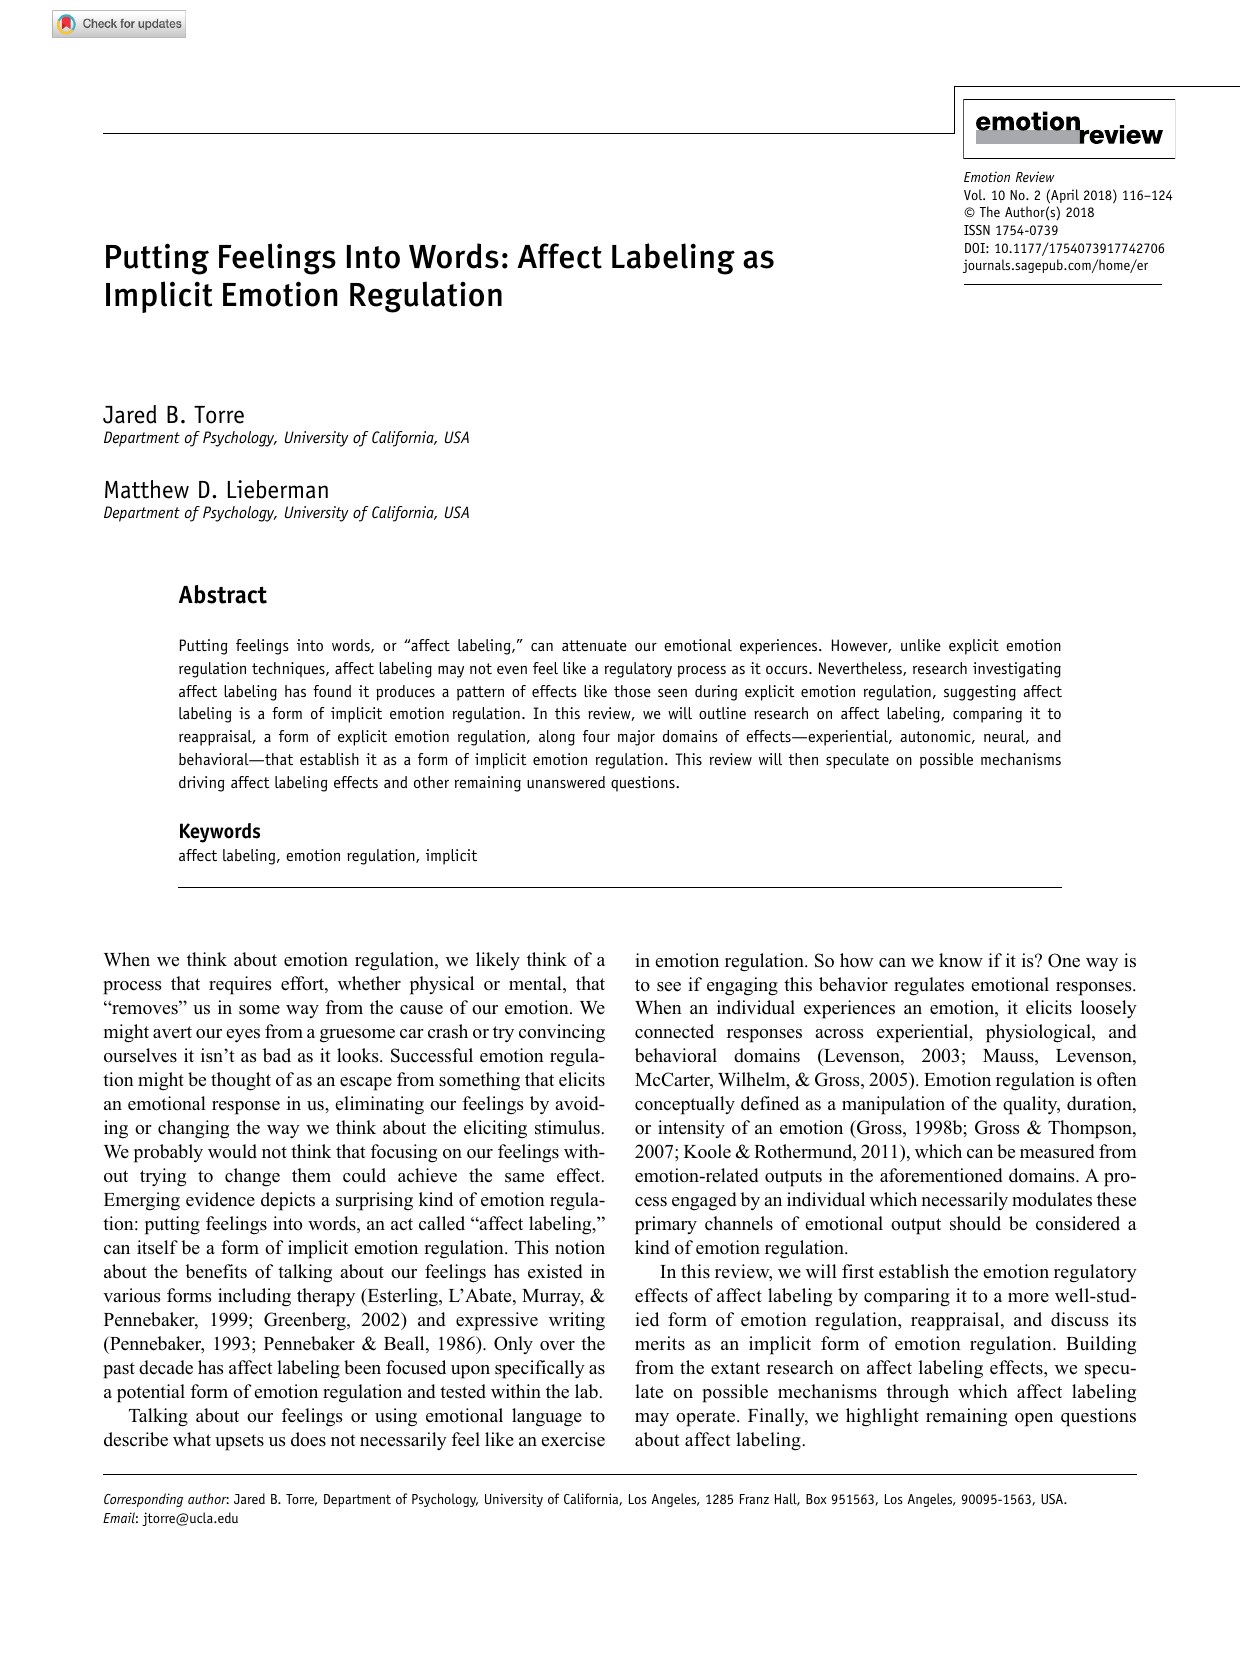 Check for updates
emotion
review
Emotion Review
Vol. 10 No. 2 (April 2018) 116–124
© The Author(s) 2018
ISSN 1754-0739
DOI: 10.1177/1754073917742706
journals.sagepub.com/home/er
Putting Feelings Into Words: Affect Labeling as
Implicit Emotion Regulation
Jared B. Torre
Department of Psychology, University of California, USA
Matthew D. Lieberman
Department of Psychology, University of California, USA
Abstract
Putting feelings into words, or “affect labeling,” can attenuate our emotional experiences. However, unlike explicit emotion
regulation techniques, affect labeling may not even feel like a regulatory process as it occurs. Nevertheless, research investigating
affect labeling has found it produces a pattern of effects like those seen during explicit emotion regulation, suggesting affect
labeling is a form of implicit emotion regulation. In this review, we will outline research on affect labeling, comparing it to
reappraisal, a form of explicit emotion regulation, along four major domains of effects—experiential, autonomic, neural, and
behavioral—that establish it as a form of implicit emotion regulation. This review will then speculate on possible mechanisms
driving affect labeling effects and other remaining unanswered questions.
Keywords
affect labeling, emotion regulation, implicit
When we think about emotion regulation, we likely think of a
process that requires effort, whether physical or mental, that
“removes” us in some way from the cause of our emotion. We
might avert our eyes from a gruesome car crash or try convincing
ourselves it isn’t as bad as it looks. Successful emotion regula-
tion might be thought of as an escape from something that elicits
an emotional response in us, eliminating our feelings by avoid-
ing or changing the way we think about the eliciting stimulus.
We probably would not think that focusing on our feelings with-
out trying to change them could achieve the same effect.
Emerging evidence depicts a surprising kind of emotion regula-
tion: putting feelings into words, an act called “affect labeling,”
can itself be a form of implicit emotion regulation. This notion
about the benefits of talking about our feelings has existed in
various forms including therapy (Esterling, L’Abate, Murray, &
Pennebaker, 1999; Greenberg, 2002) and expressive writing
(Pennebaker, 1993; Pennebaker & Beall, 1986). Only over the
past decade has affect labeling been focused upon specifically as
a potential form of emotion regulation and tested within the lab.
Talking about our feelings or using emotional language to
describe what upsets us does not necessarily feel like an exercise
in emotion regulation. So how can we know if it is? One way is
to see if engaging this behavior regulates emotional responses.
When an individual experiences an emotion, it elicits loosely
connected responses across experiential, physiological, and
behavioral domains (Levenson, 2003; Mauss, Levenson,
McCarter, Wilhelm, & Gross, 2005). Emotion regulation is often
conceptually defined as a manipulation of the quality, duration,
or intensity of an emotion (Gross, 1998b; Gross & Thompson,
2007; Koole & Rothermund, 2011), which can be measured from
emotion-related outputs in the aforementioned domains. A pro-
cess engaged by an individual which necessarily modulates these
primary channels of emotional output should be considered a
kind of emotion regulation.
In this review, we will first establish the emotion regulatory
effects of affect labeling by comparing it to a more well-stud-
ied form of emotion regulation, reappraisal, and discuss its
merits as an implicit form of emotion regulation. Building
from the extant research on affect labeling effects, we specu-
late on possible mechanisms through which affect labeling
may operate. Finally, we highlight remaining open questions
about affect labeling.
Corresponding author: Jared B. Torre, Department of Psychology, University of California, Los Angeles, 1285 Franz Hall, Box 951563, Los Angeles, 90095-1563, USA.
Email: jtorre@ucla.edu